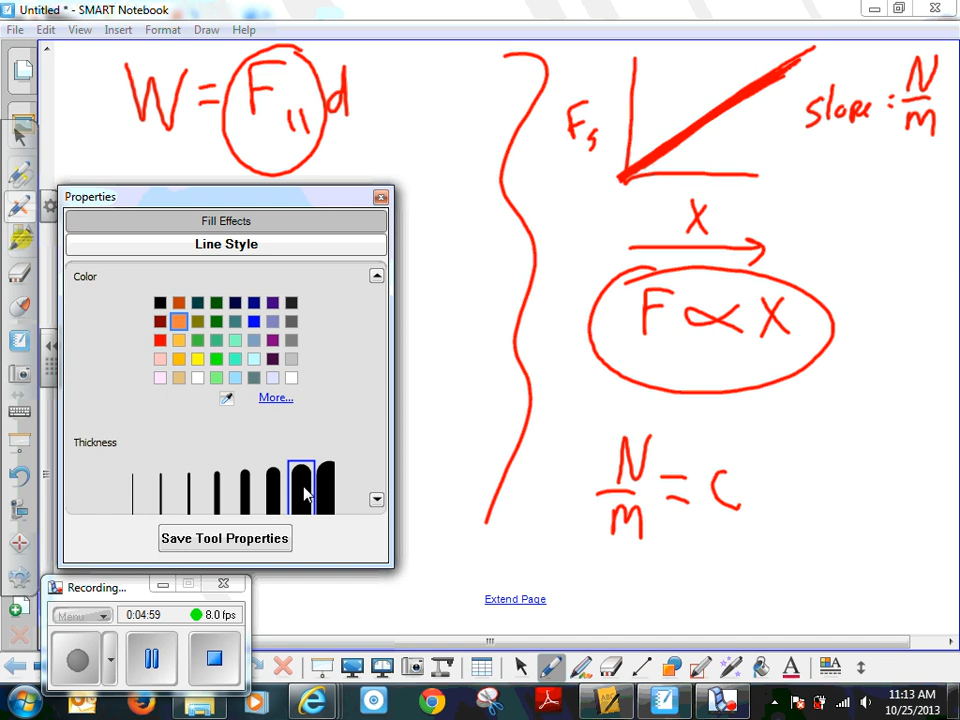 Untitled * - SMART Notebook
File Edit View Insert Format Draw Help
W = F || d
Fs
slope : N/m
X
F ∝ X
N/m = C
Properties
Fill Effects
Line Style
Color
More...
Thickness
Save Tool Properties
Recording...
Menu 0:04:59 8.0 fps
Extend Page
11:13 AM
10/25/2013